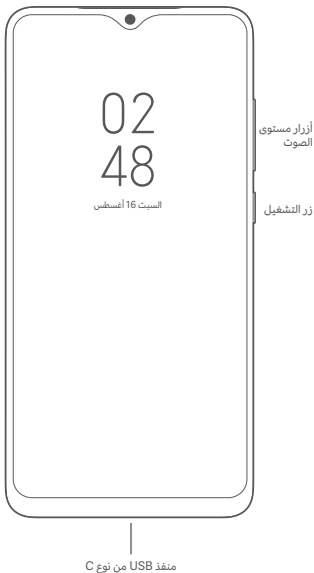 02
48
السبت 16 أغسطس
أزرار مستوى
الصوت
زر التشغيل
منفذ USB من نوع C